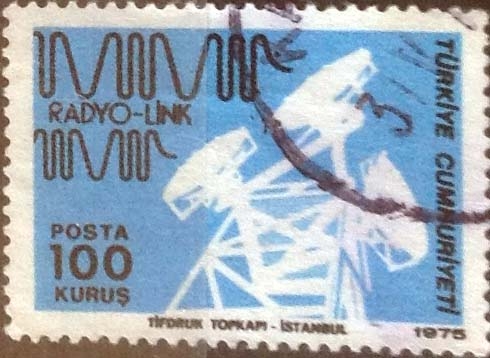 RADYO-LİNK
TÜRKİYE CUMHURİYETİ
POSTA
100
KURUŞ
TİFDRUK TOPKAPI - İSTANBUL
1975